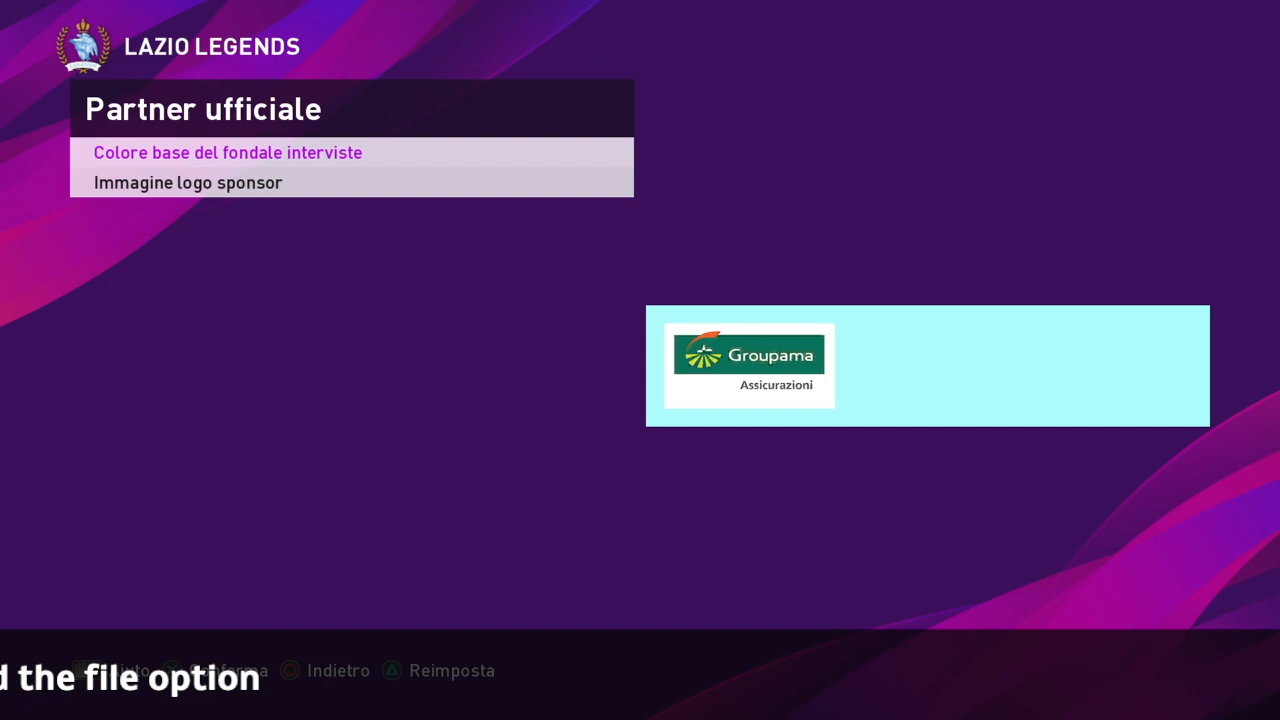 LAZIO LEGENDS
Partner ufficiale
Colore base del fondale interviste
Immagine logo sponsor
Groupama
Assicurazioni
Conferma Indietro Reimposta
the file option